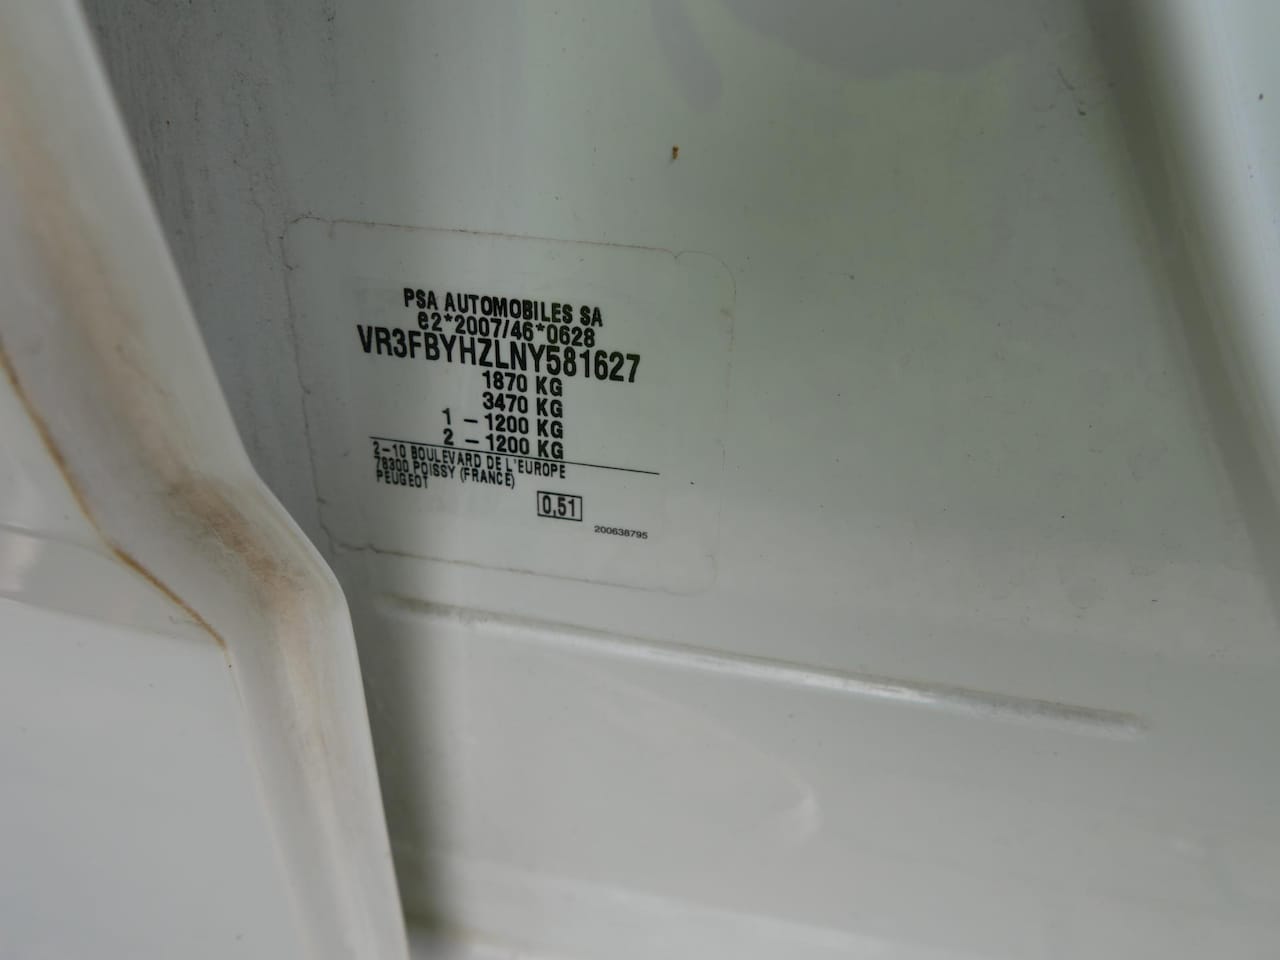 PSA AUTOMOBILES SA
e2*2007/46*0628
VR3FBYHZLNY581627
1870 KG
3470 KG
1 - 1200 KG
2 - 1200 KG
2-10 BOULEVARD DE L'EUROPE
78300 POISSY (FRANCE)
PEUGEOT
0,51
200638795